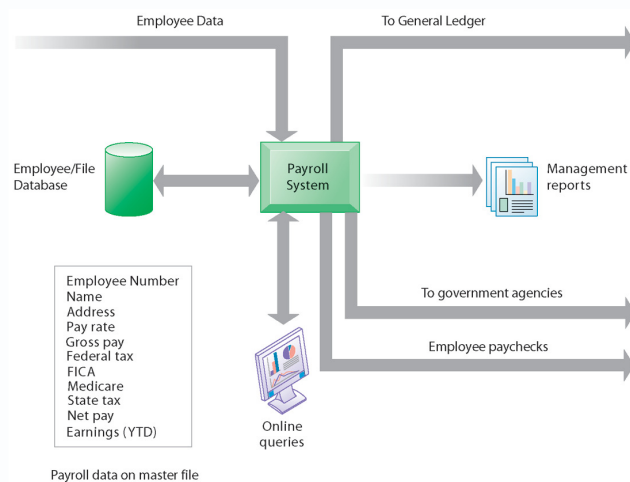 Employee Data
To General Ledger
Employee/File
Database
Payroll
System
Management
reports
Employee Number
Name
Address
Pay rate
Gross pay
Federal tax
FICA
Medicare
State tax
Net pay
Earnings (YTD)
To government agencies
Employee paychecks
Online
queries
Payroll data on master file